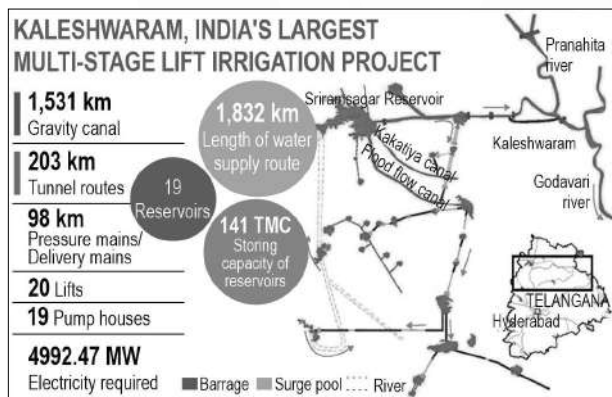 KALESHWARAM, INDIA'S LARGEST
MULTI-STAGE LIFT IRRIGATION PROJECT
1,531 km
Gravity canal
203 km
Tunnel routes
98 km
Pressure mains/
Delivery mains
20 Lifts
19 Pump houses
4992.47 MW
Electricity required
19
Reservoirs
1,832 km
Length of water
supply route
141 TMC
Storing
capacity of
reservoirs
Sriramsagar Reservoir
Kakatiya canal
Flood flow canal
Pranahita
river
Kaleshwaram
Godavari
river
TELANGANA
Hyderabad
Barrage
Surge pool
River